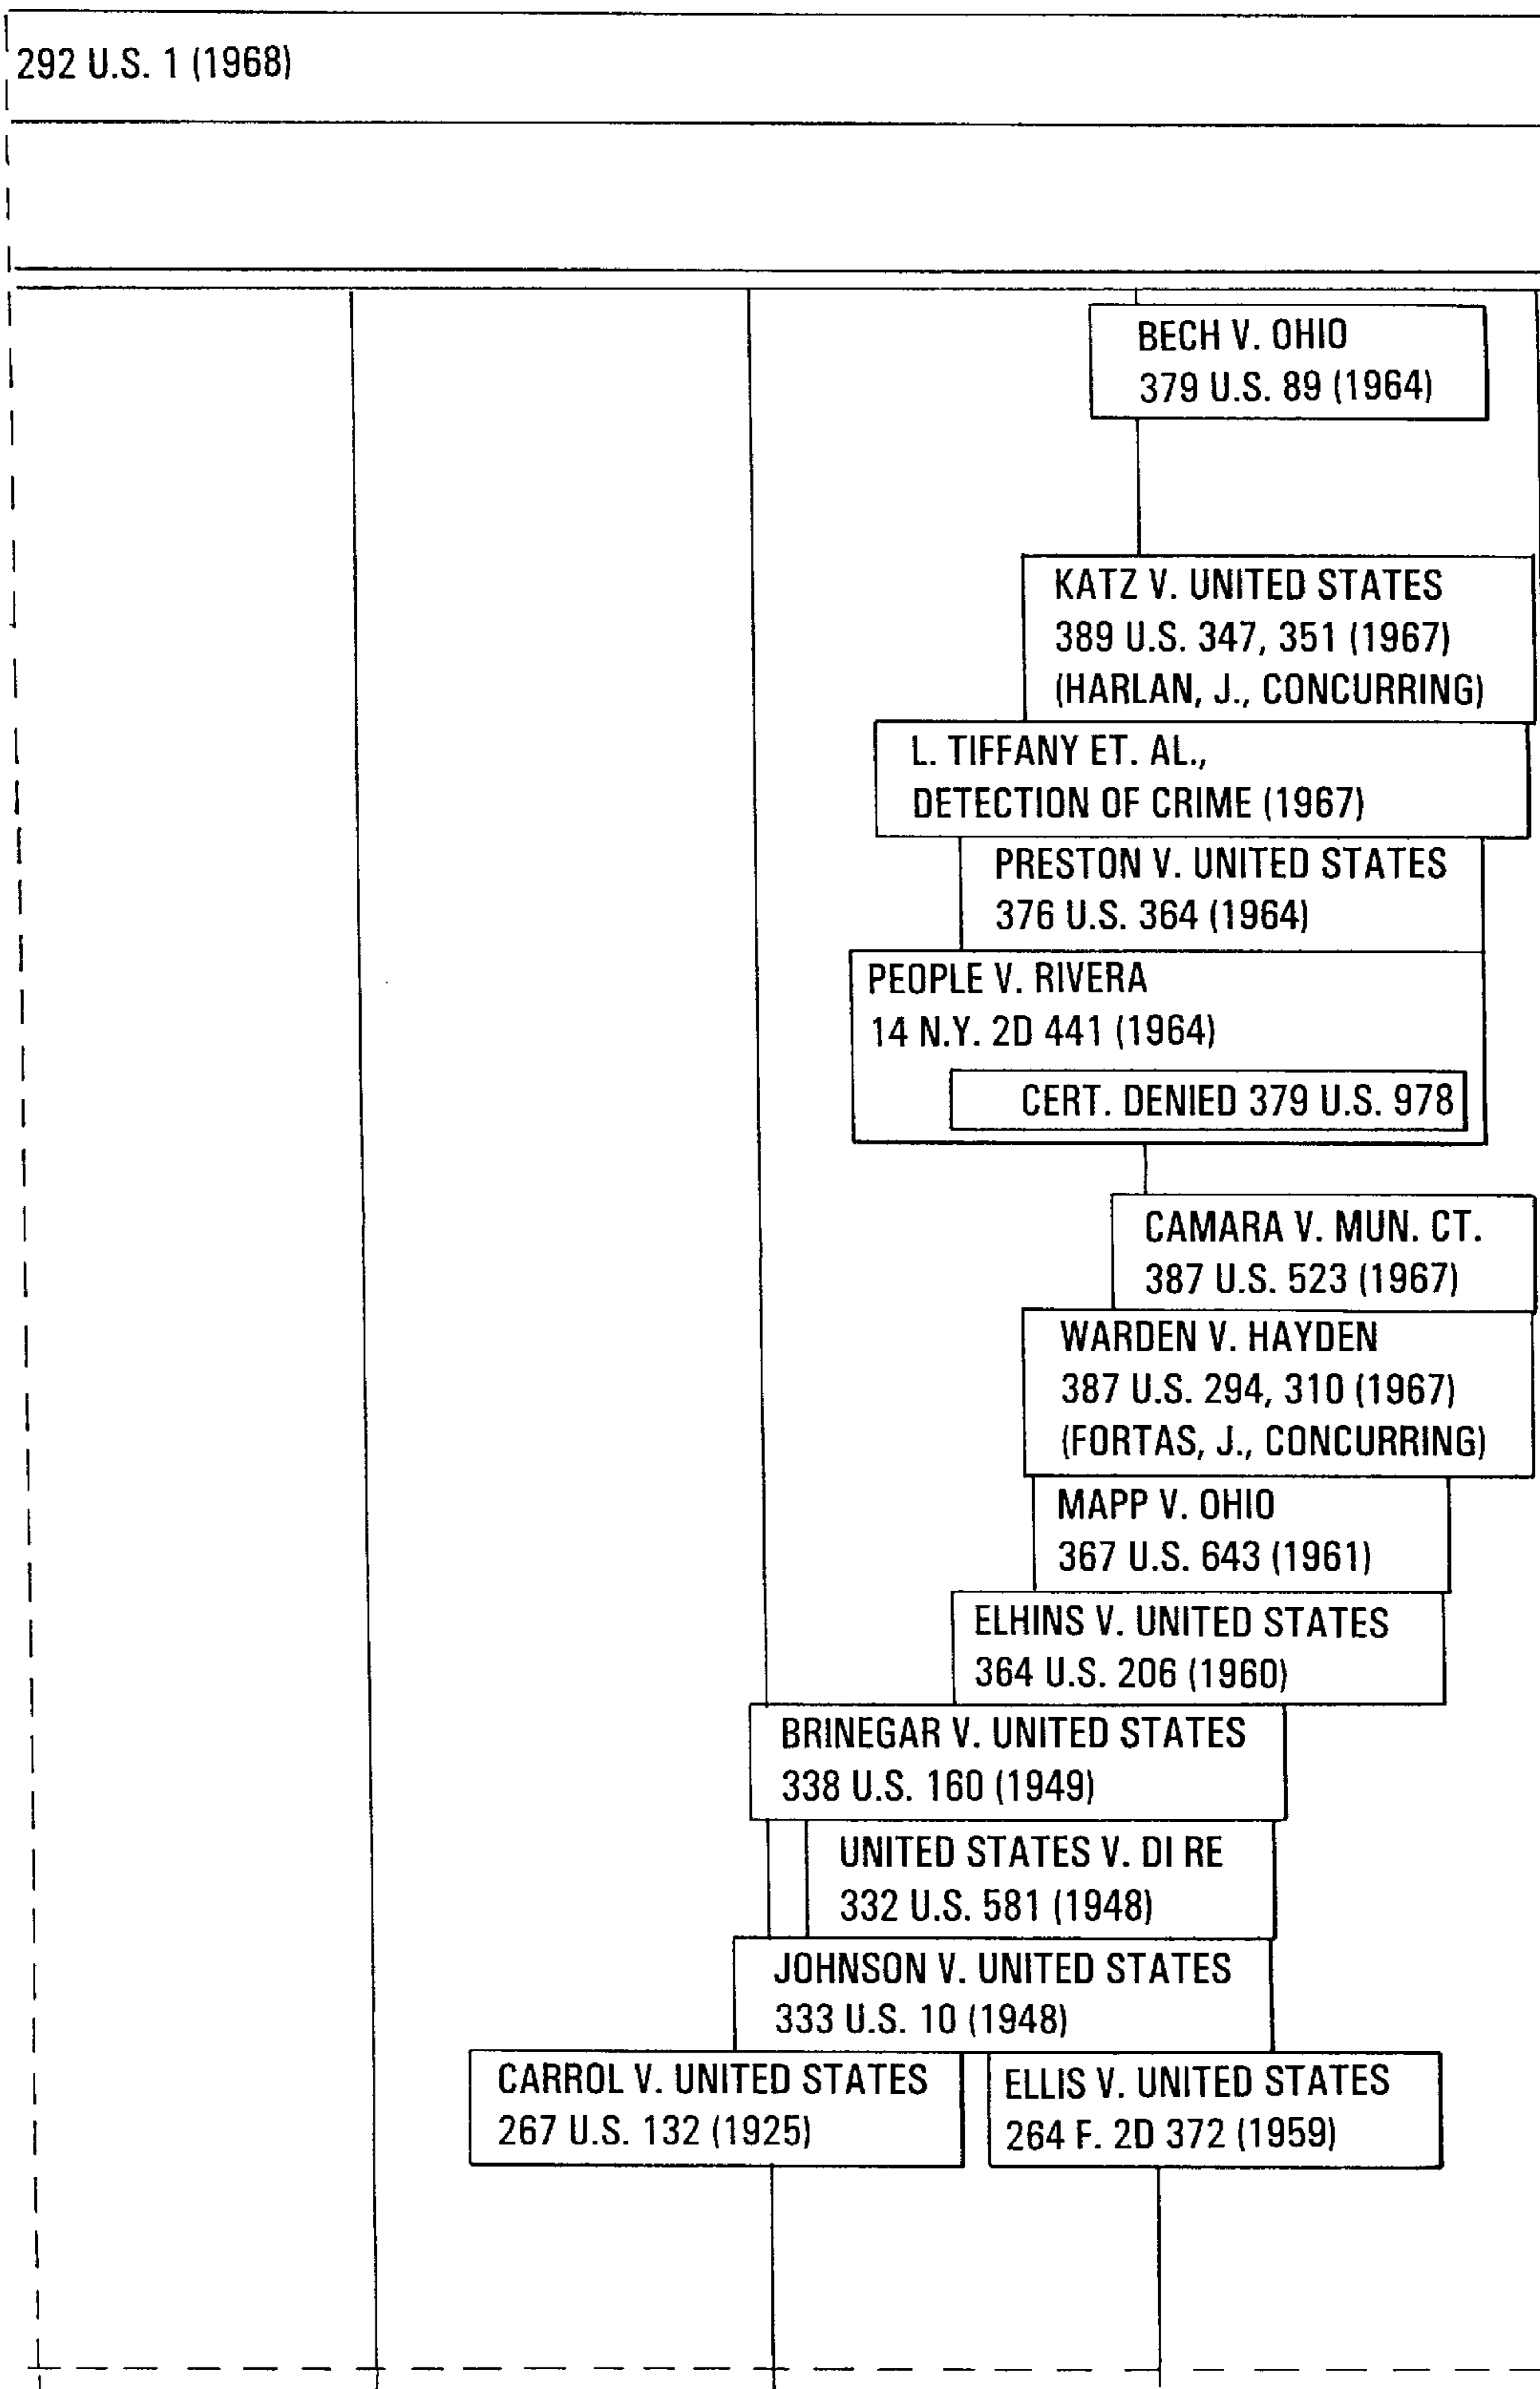 292 U.S. 1 (1968)
BECH V. OHIO
379 U.S. 89 (1964)
KATZ V. UNITED STATES
389 U.S. 347, 351 (1967)
(HARLAN, J., CONCURRING)
L. TIFFANY ET. AL.,
DETECTION OF CRIME (1967)
PRESTON V. UNITED STATES
376 U.S. 364 (1964)
PEOPLE V. RIVERA
14 N.Y. 2D 441 (1964)
CERT. DENIED 379 U.S. 978
CAMARA V. MUN. CT.
387 U.S. 523 (1967)
WARDEN V. HAYDEN
387 U.S. 294, 310 (1967)
(FORTAS, J., CONCURRING)
MAPP V. OHIO
367 U.S. 643 (1961)
ELHINS V. UNITED STATES
364 U.S. 206 (1960)
BRINEGAR V. UNITED STATES
338 U.S. 160 (1949)
UNITED STATES V. DI RE
332 U.S. 581 (1948)
JOHNSON V. UNITED STATES
333 U.S. 10 (1948)
CARROL V. UNITED STATES
267 U.S. 132 (1925)
ELLIS V. UNITED STATES
264 F. 2D 372 (1959)